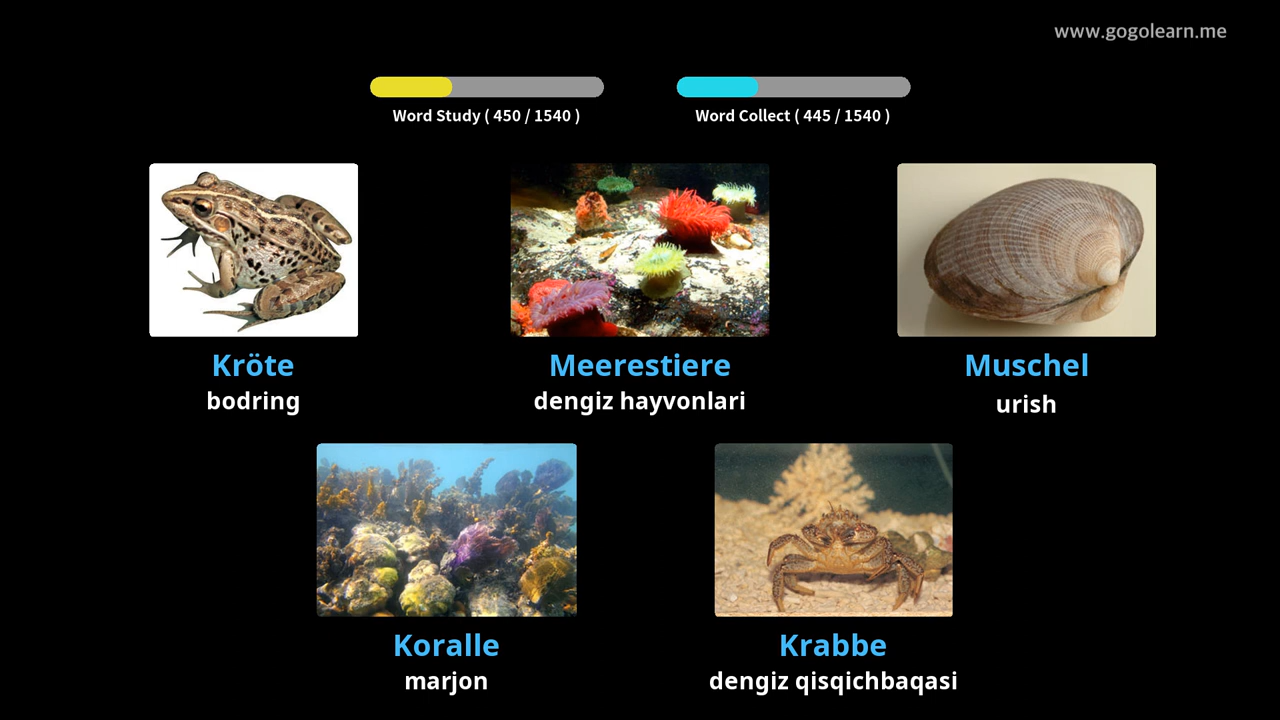 www.gogolearn.me
Word Study ( 450 / 1540 )
Word Collect ( 445 / 1540 )
Kröte
bodring
Meerestiere
dengiz hayvonlari
Muschel
urish
Koralle
marjon
Krabbe
dengiz qisqichbaqasi